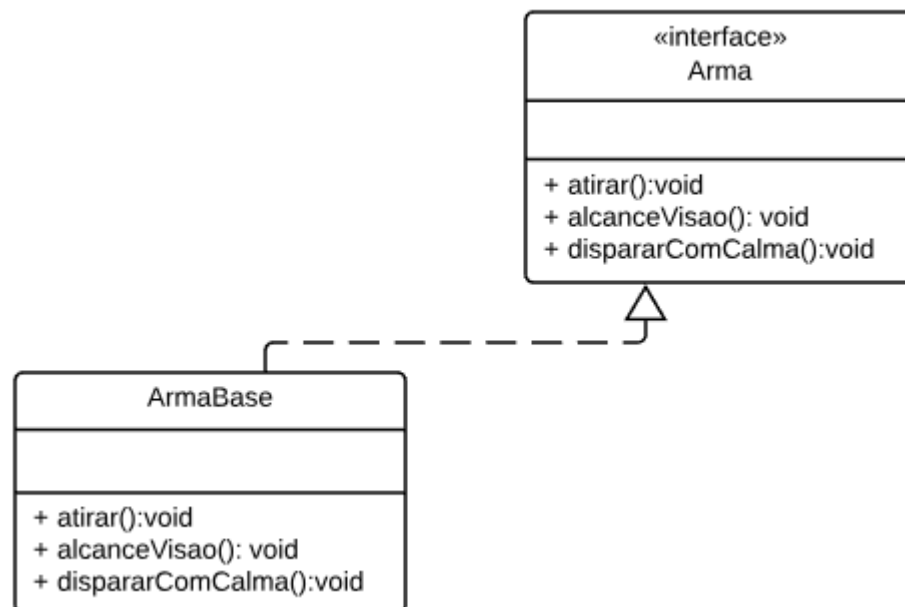 «interface»
Arma
+ atirar():void
+ alcanceVisao(): void
+ dispararComCalma():void
ArmaBase
+ atirar():void
+ alcanceVisao(): void
+ dispararComCalma():void